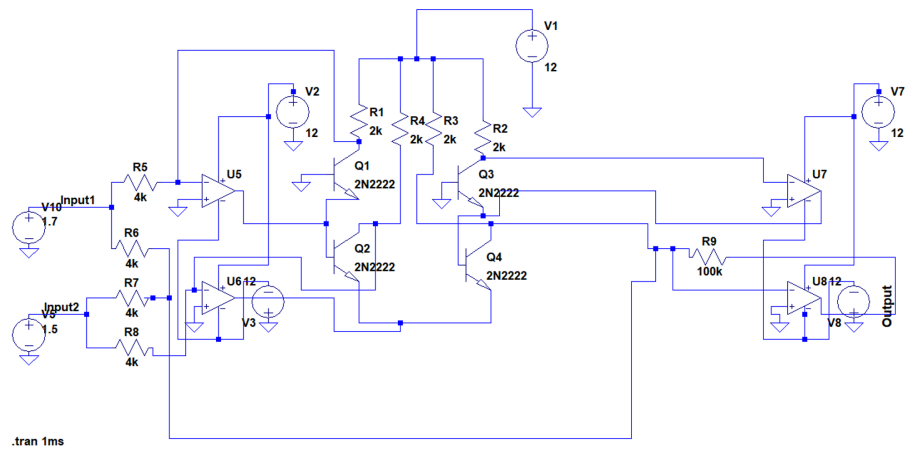 V1
12
V2
12
V7
12
R1
2k
R4
2k
R3
2k
R2
2k
Q1
2N2222
Q3
2N2222
R5
4k
U5
U7
Input1
V10
1.7
R6
4k
Q2
2N2222
Q4
2N2222
R9
100k
R7
4k
U6
12
V3
U8
12
V8
Input2
V5
1.5
R8
4k
Output
.tran 1ms